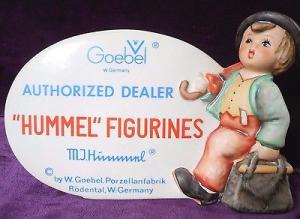 Goebel ®
W. Germany
AUTHORIZED DEALER
"HUMMEL" FIGURINES
M.J. Hummel ®
© by W. Goebel, Porzellanfabrik
Rödental, W-Germany